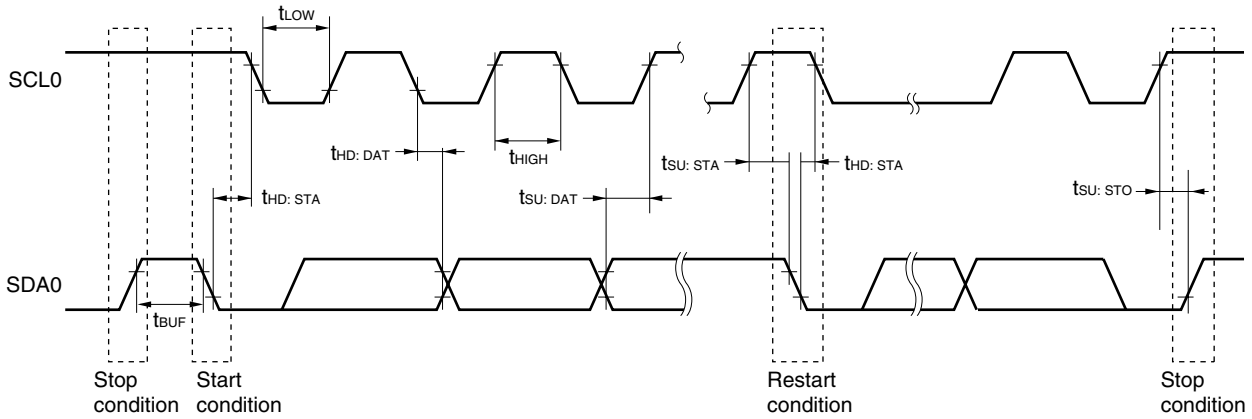 tLOW
SCL0
tHD: DAT
tHIGH
tSU: STA
tHD: STA
tHD: STA
tSU: DAT
tSU: STO
SDA0
tBUF
Stop
condition
Start
condition
Restart
condition
Stop
condition